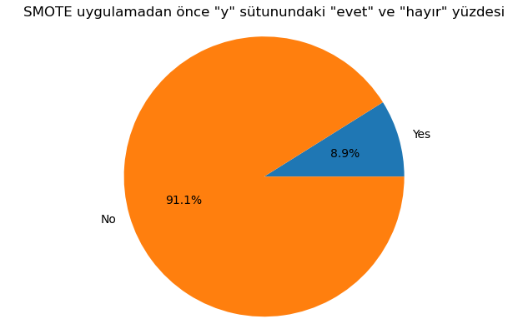 SMOTE uygulamadan önce "y" sütunundaki "evet" ve "hayır" yüzdesi
Yes
8.9%
91.1%
No